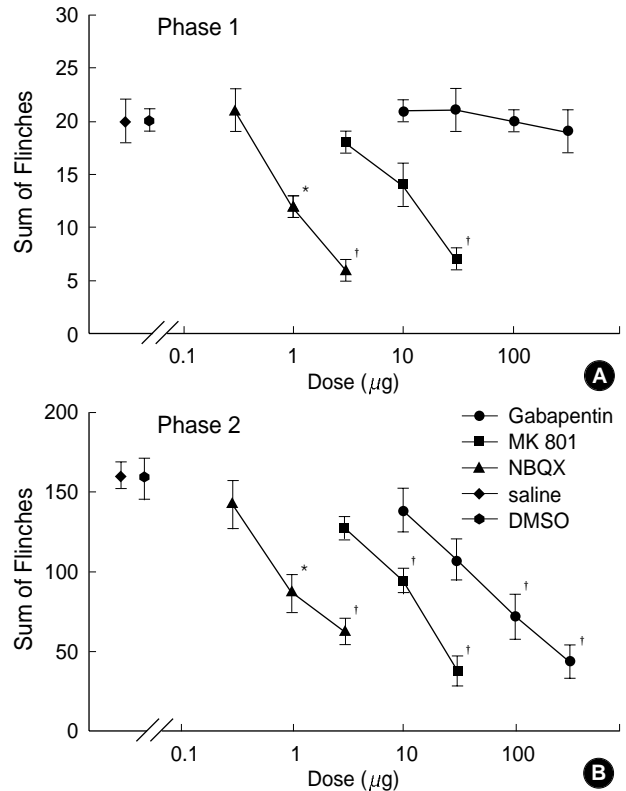 Phase 1
Sum of Flinches
30
25
20
15
10
5
0
*
†
†
0.1
1
10
100
Dose (μg)
A
Phase 2
Sum of Flinches
200
150
100
50
0
Gabapentin
MK 801
NBQX
saline
DMSO
*
†
†
†
†
†
0.1
1
10
100
Dose (μg)
B